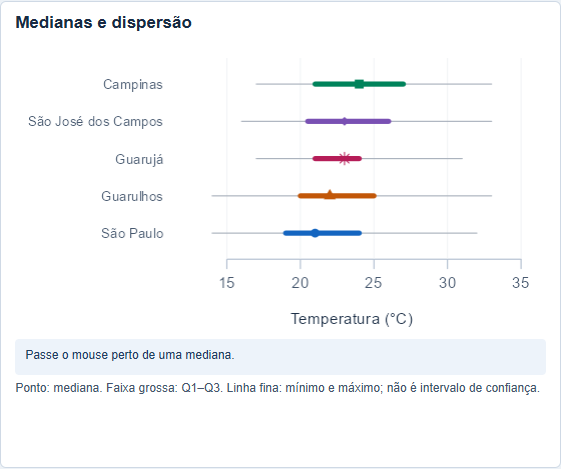 Medianas e dispersão
Campinas
São José dos Campos
Guarujá
Guarulhos
São Paulo
15 20 25 30 35
Temperatura (°C)
Passe o mouse perto de uma mediana.
Ponto: mediana. Faixa grossa: Q1–Q3. Linha fina: mínimo e máximo; não é intervalo de confiança.